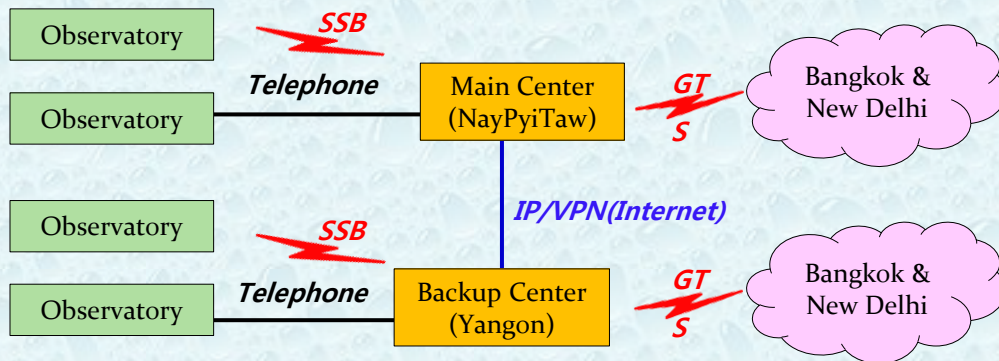 Observatory
SSB
Telephone
Observatory
Main Center
(NayPyiTaw)
GT
S
Bangkok &
New Delhi
IP/VPN(Internet)
Observatory
SSB
Telephone
Observatory
Backup Center
(Yangon)
GT
S
Bangkok &
New Delhi